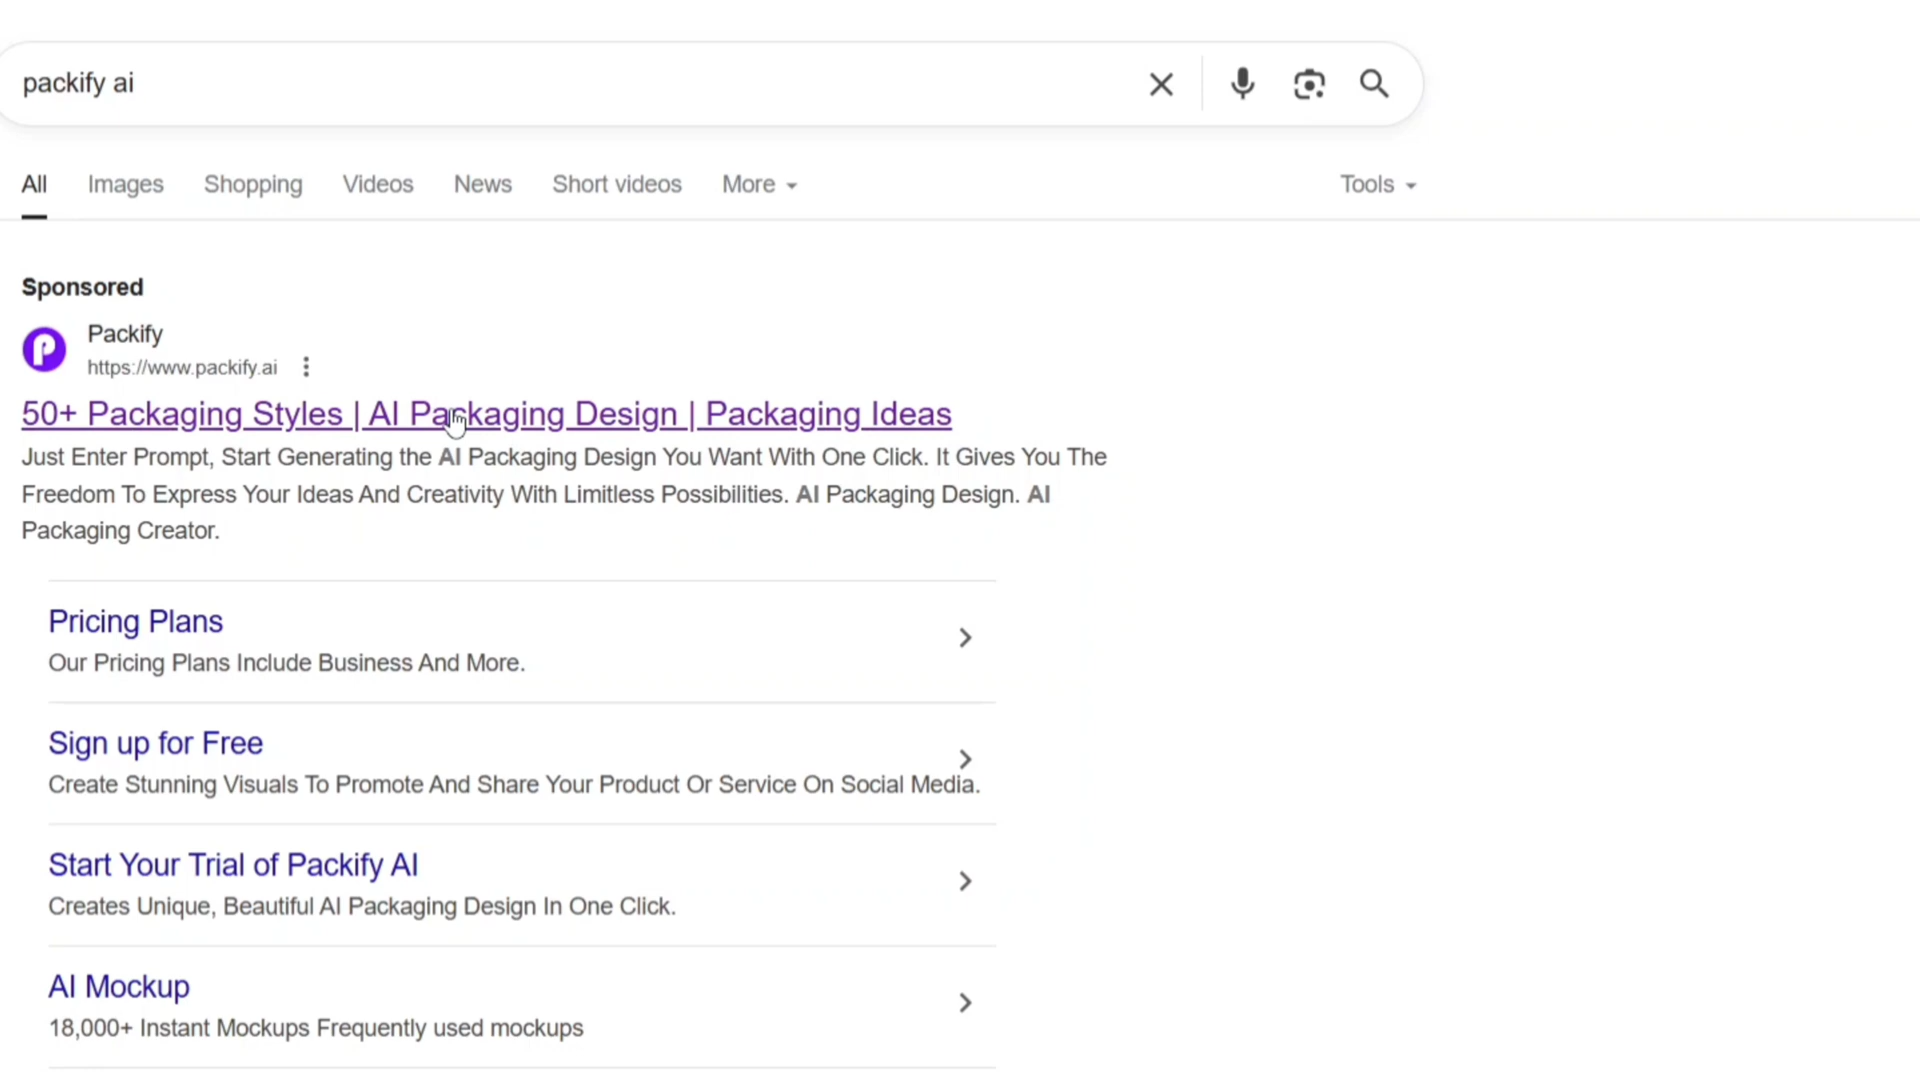 packify ai
All Images Shopping Videos News Short videos More Tools
Sponsored
Packify
https://www.packify.ai
50+ Packaging Styles | AI Packaging Design | Packaging Ideas
Just Enter Prompt, Start Generating the AI Packaging Design You Want With One Click. It Gives You The
Freedom To Express Your Ideas And Creativity With Limitless Possibilities. AI Packaging Design. AI
Packaging Creator.
Pricing Plans
Our Pricing Plans Include Business And More.
Sign up for Free
Create Stunning Visuals To Promote And Share Your Product Or Service On Social Media.
Start Your Trial of Packify AI
Creates Unique, Beautiful AI Packaging Design In One Click.
AI Mockup
18,000+ Instant Mockups Frequently used mockups